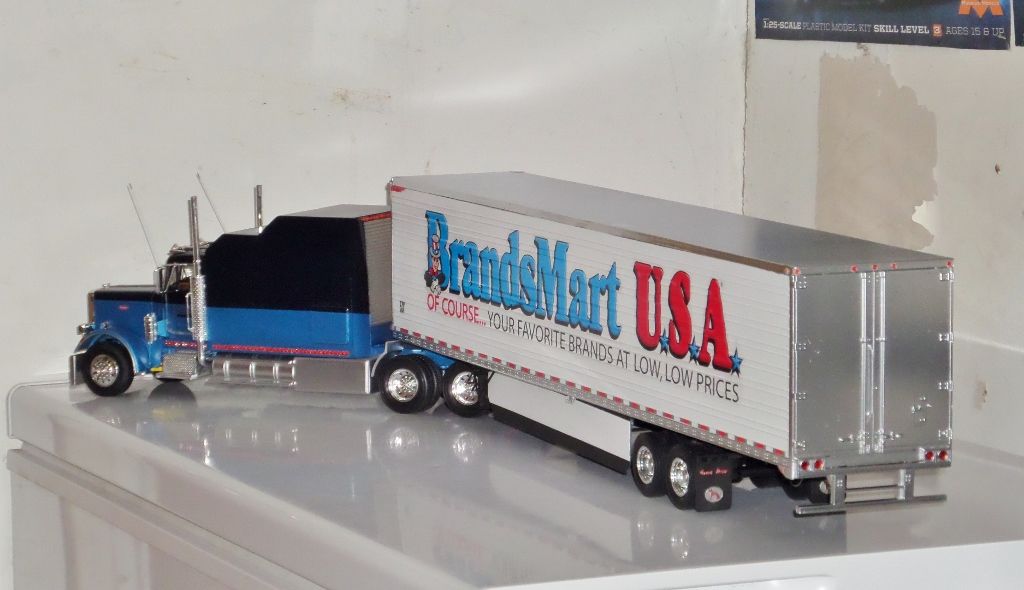 1:25-SCALE PLASTIC MODEL KIT SKILL LEVEL 3 AGES 15 & UP
BrandsMart U.S.A.
OF COURSE... YOUR FAVORITE BRANDS AT LOW, LOW PRICES